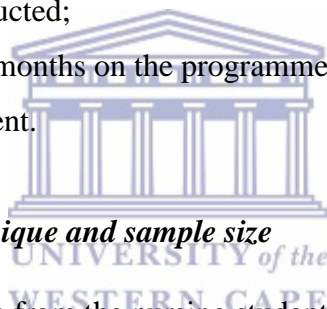 ucted;
months on the programme
ent.
ique and sample size
UNIVERSITY of the
from the nursing student
WESTERN CAPE